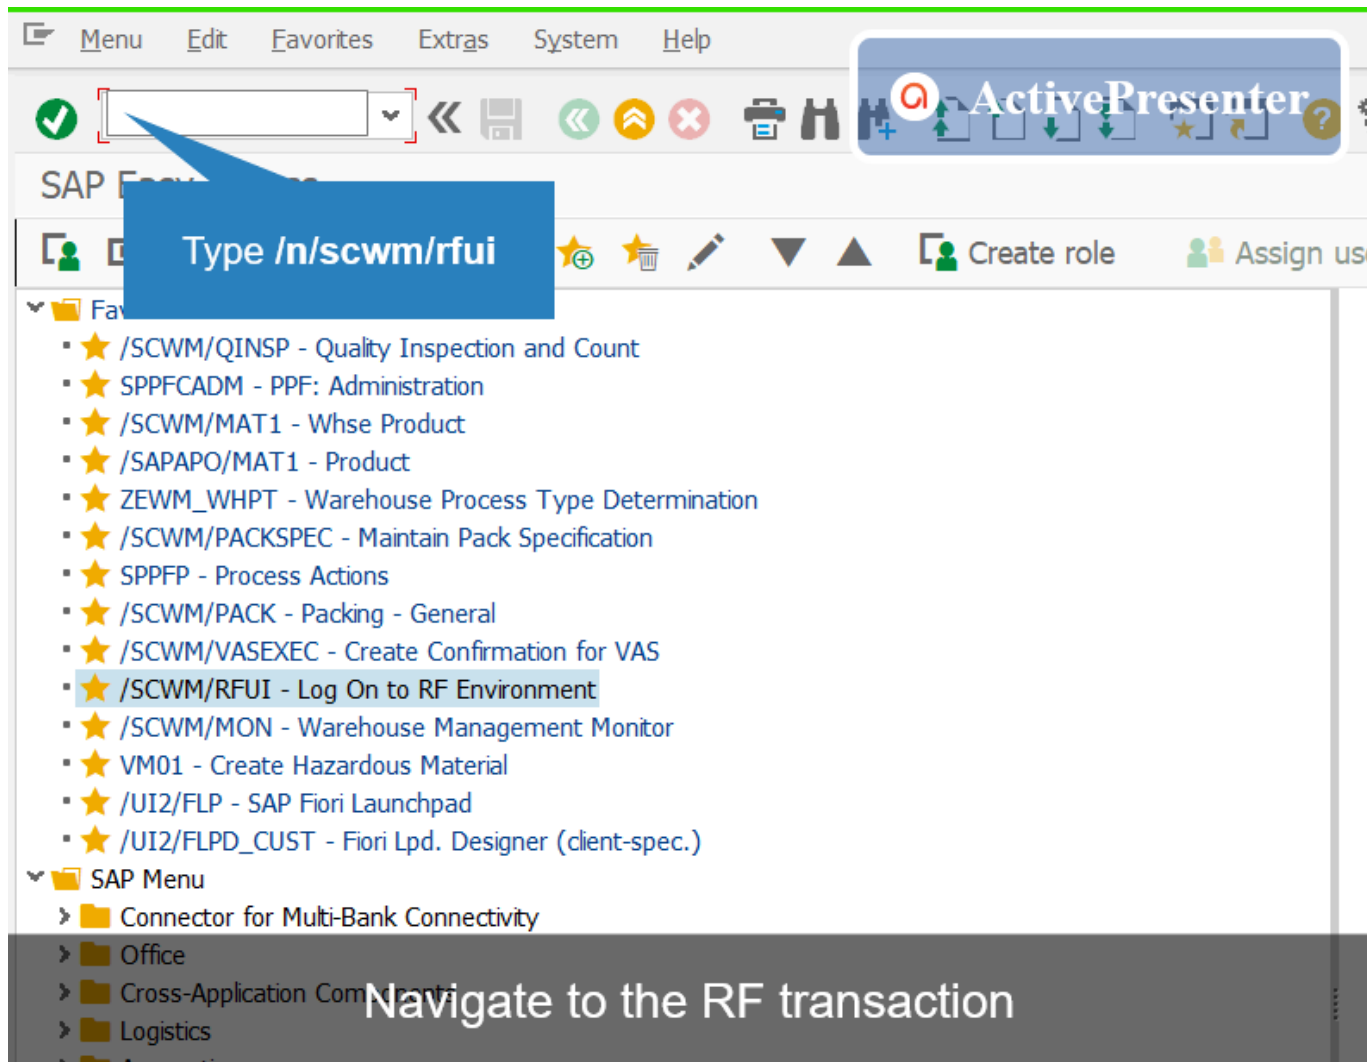 Menu Edit Favorites Extras System Help
ActivePresenter
SAP Easy
Type /n/scwm/rfui
Create role Assign us
Fav
/SCWM/QINSP - Quality Inspection and Count
SPPFCADM - PPF: Administration
/SCWM/MAT1 - Whse Product
/SAPAPO/MAT1 - Product
ZEWM_WHPT - Warehouse Process Type Determination
/SCWM/PACKSPEC - Maintain Pack Specification
SPPFP - Process Actions
/SCWM/PACK - Packing - General
/SCWM/VASEXEC - Create Confirmation for VAS
/SCWM/RFUI - Log On to RF Environment
/SCWM/MON - Warehouse Management Monitor
VM01 - Create Hazardous Material
/UI2/FLP - SAP Fiori Launchpad
/UI2/FLPD_CUST - Fiori Lpd. Designer (client-spec.)
SAP Menu
Connector for Multi-Bank Connectivity
Office
Cross-Application Components
Navigate to the RF transaction
Logistics